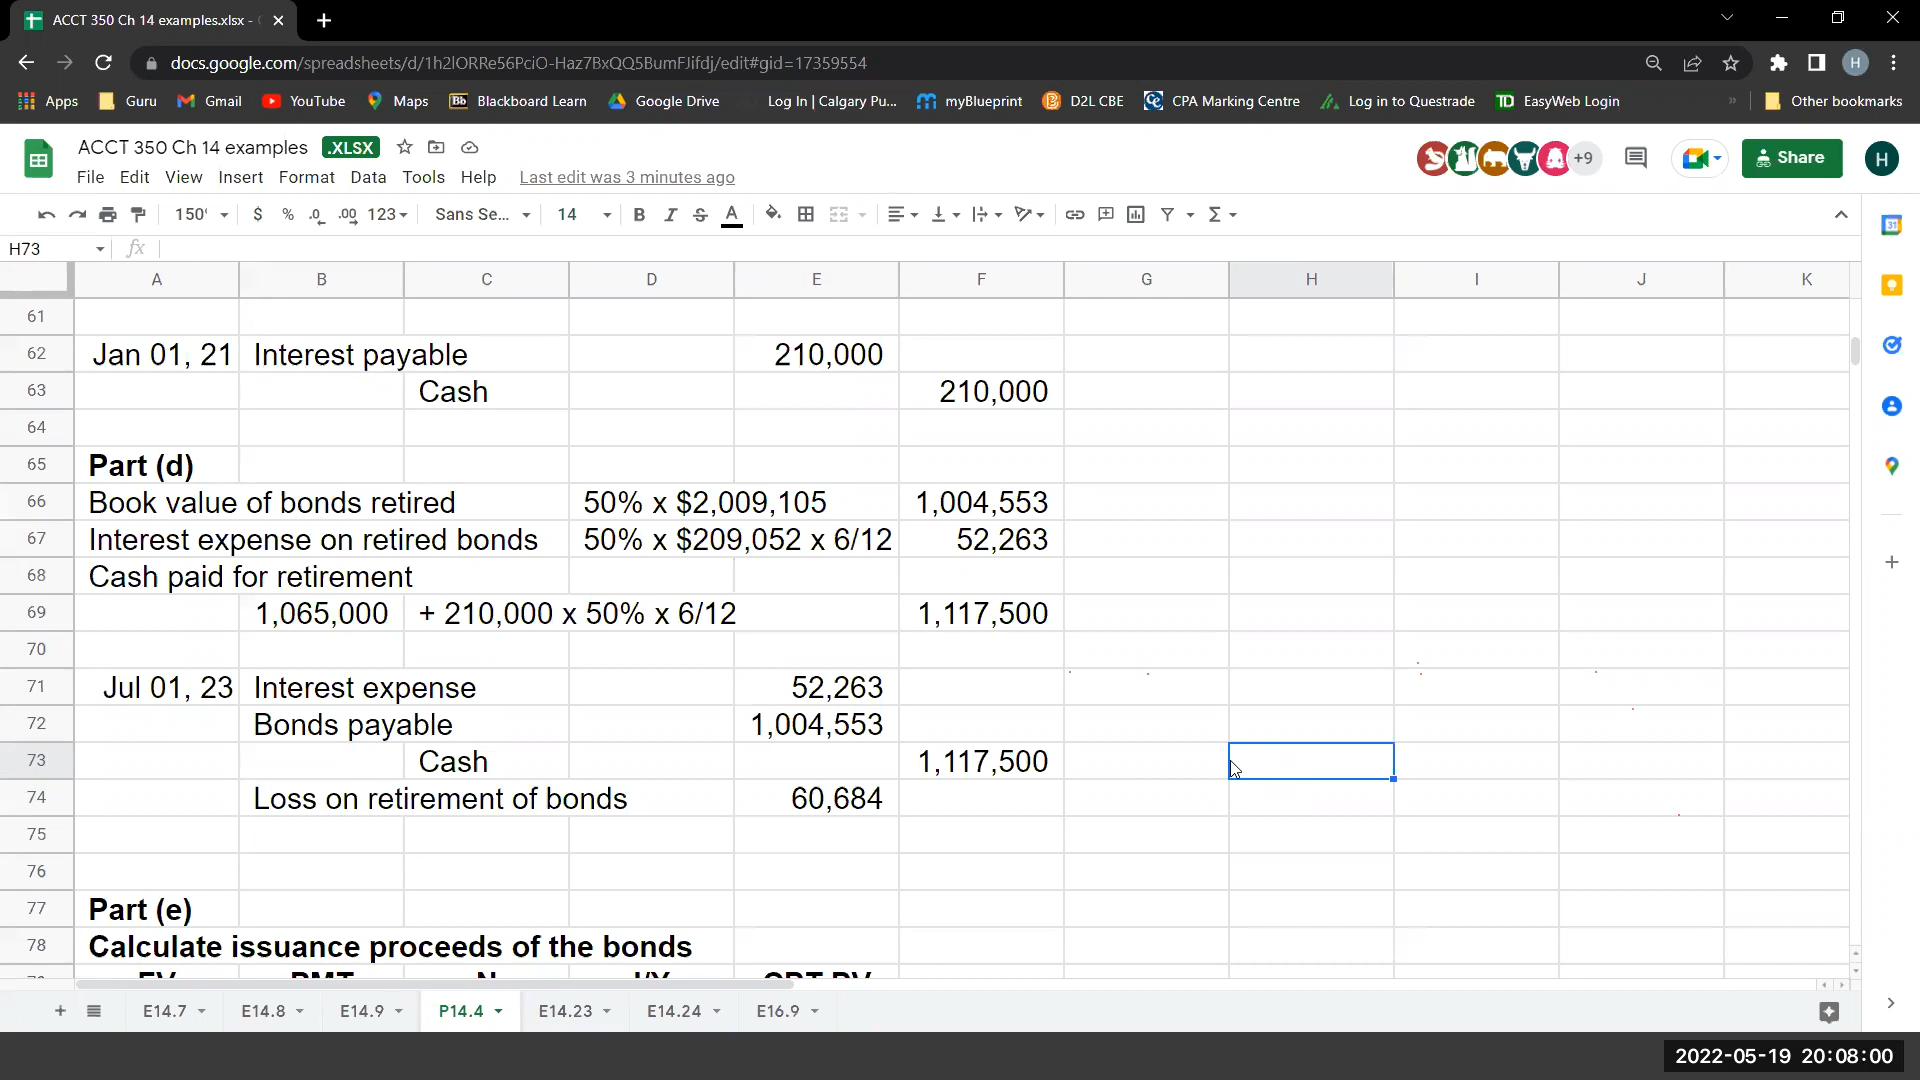 ACCT 350 Ch 14 examples.xlsx -
docs.google.com/spreadsheets/d/1h2lORRe56PciO-Haz7BxQQ5BumFJifdj/edit#gid=17359554
H
Apps Guru Gmail YouTube Maps Bb Blackboard Learn Google Drive Log In | Calgary Pu... myBlueprint D2L CBE CPA Marking Centre Log in to Questrade TD EasyWeb Login » Other bookmarks
ACCT 350 Ch 14 examples .XLSX
+9 Share H
File Edit View Insert Format Data Tools Help Last edit was 3 minutes ago
$ % .0 .00 123 Sans Se... 14 B I S A Σ
31
H73 fx
A B C D E F G H I J K
61
62 Jan 01, 21 Interest payable 210,000
63 Cash 210,000
64
65 Part (d)
66 Book value of bonds retired 50% x $2,009,105 1,004,553
67 Interest expense on retired bonds 50% x $209,052 x 6/12 52,263
68 Cash paid for retirement
69 1,065,000 + 210,000 x 50% x 6/12 1,117,500
70
71 Jul 01, 23 Interest expense 52,263
72 Bonds payable 1,004,553
73 Cash 1,117,500
74 Loss on retirement of bonds 60,684
75
76
77 Part (e)
78 Calculate issuance proceeds of the bonds
E14.7 E14.8 E14.9 P14.4 E14.23 E14.24 E16.9
2022-05-19 20:08:00